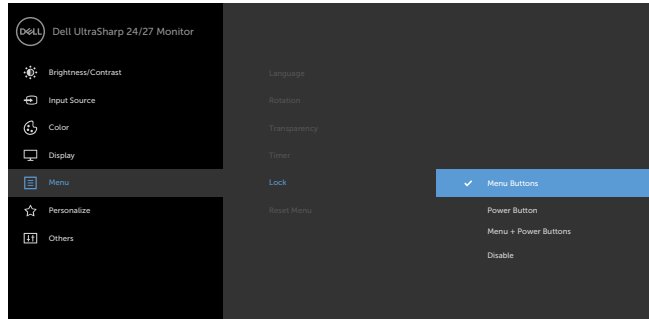 DELL Dell UltraSharp 24/27 Monitor
Brightness/Contrast
Input Source
Color
Display
Menu
Personalize
Others
Language
Rotation
Transparency
Timer
Lock
Reset Menu
Menu Buttons
Power Button
Menu + Power Buttons
Disable